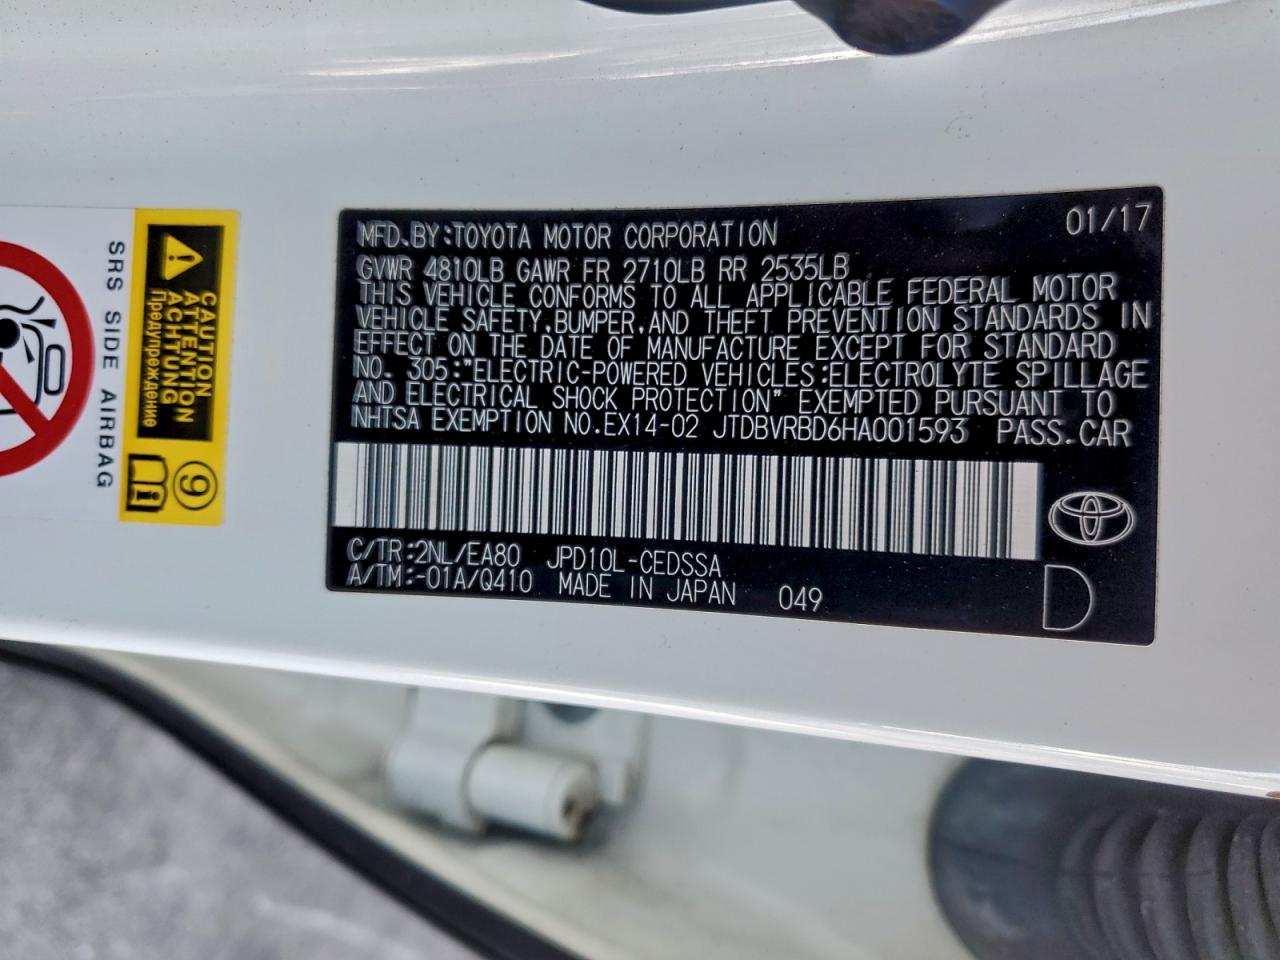 MFD.BY:TOYOTA MOTOR CORPORATION 01/17
GVWR 4810LB GAWR FR 2710LB RR 2535LB
THIS VEHICLE CONFORMS TO ALL APPLICABLE FEDERAL MOTOR
VEHICLE SAFETY,BUMPER,AND THEFT PREVENTION STANDARDS IN
EFFECT ON THE DATE OF MANUFACTURE EXCEPT FOR STANDARD
NO. 305:"ELECTRIC-POWERED VEHICLES:ELECTROLYTE SPILLAGE
AND ELECTRICAL SHOCK PROTECTION" EXEMPTED PURSUANT TO
NHTSA EXEMPTION NO.EX14-02 JTDBVRBD6HA001593 PASS.CAR
C/TR:2NL/EA80 JPD10L-CEDSSA
A/TM:-01A/Q410 MADE IN JAPAN 049
D
CAUTION
ATTENTION
ACHTUNG
Предупреждение
9
SRS SIDE AIRBAG